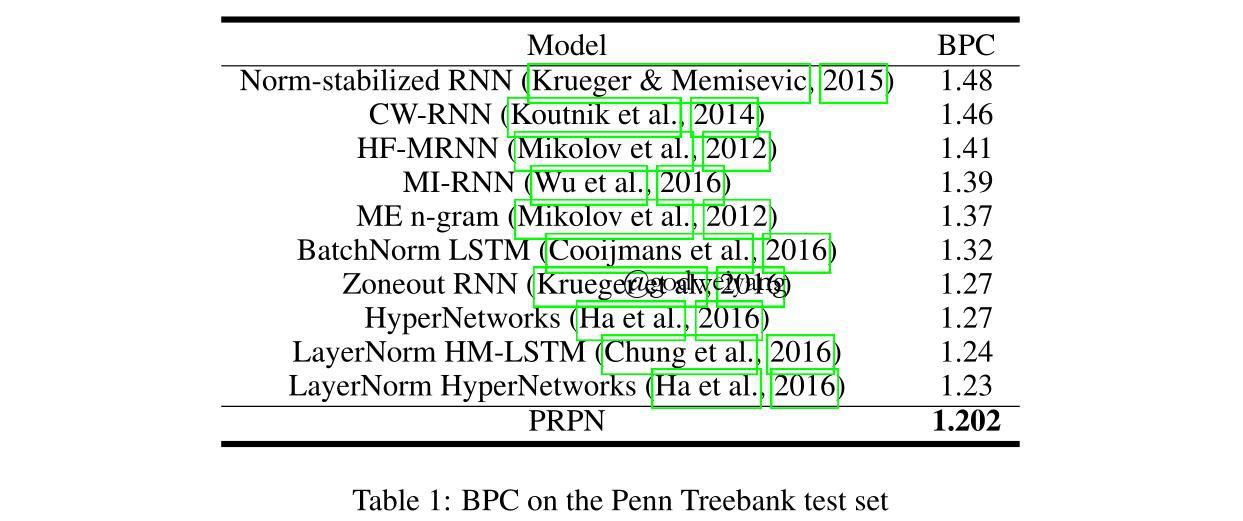 Model BPC
Norm-stabilized RNN (Krueger & Memisevic, 2015) 1.48
CW-RNN (Koutnik et al., 2014) 1.46
HF-MRNN (Mikolov et al., 2012) 1.41
MI-RNN (Wu et al., 2016) 1.39
ME n-gram (Mikolov et al., 2012) 1.37
BatchNorm LSTM (Cooijmans et al., 2016) 1.32
Zoneout RNN (Krueger et al., 2016) 1.27
@godweiyang
HyperNetworks (Ha et al., 2016) 1.27
LayerNorm HM-LSTM (Chung et al., 2016) 1.24
LayerNorm HyperNetworks (Ha et al., 2016) 1.23
PRPN 1.202
Table 1: BPC on the Penn Treebank test set